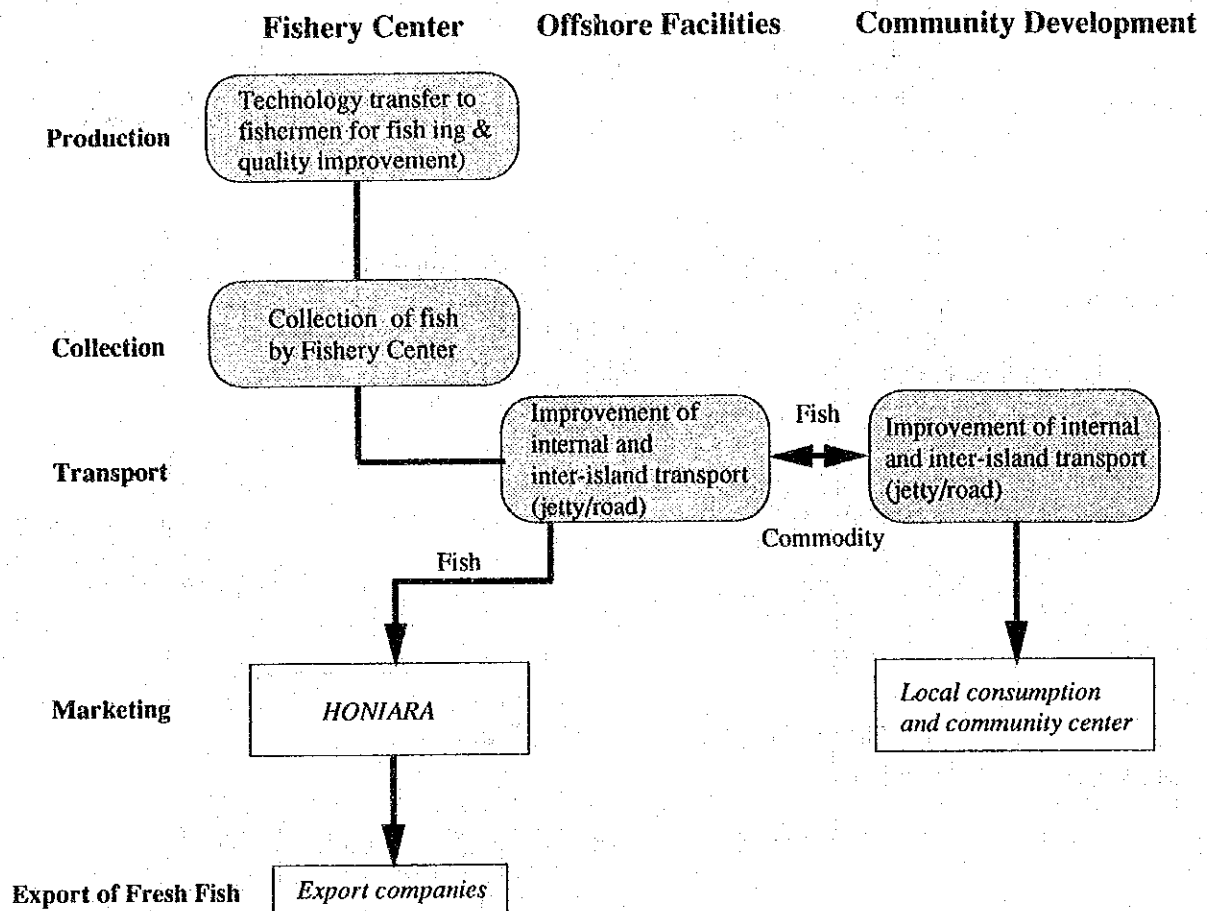 Fishery Center Offshore Facilities Community Development
Production
Technology transfer to
fishermen for fish ing &
quality improvement)
Collection
Collection of fish
by Fishery Center
Transport
Improvement of
internal and
inter-island transport
(jetty/road)
Fish
Commodity
Improvement of internal
and inter-island transport
(jetty/road)
Fish
Marketing
HONIARA
Local consumption
and community center
Export of Fresh Fish
Export companies